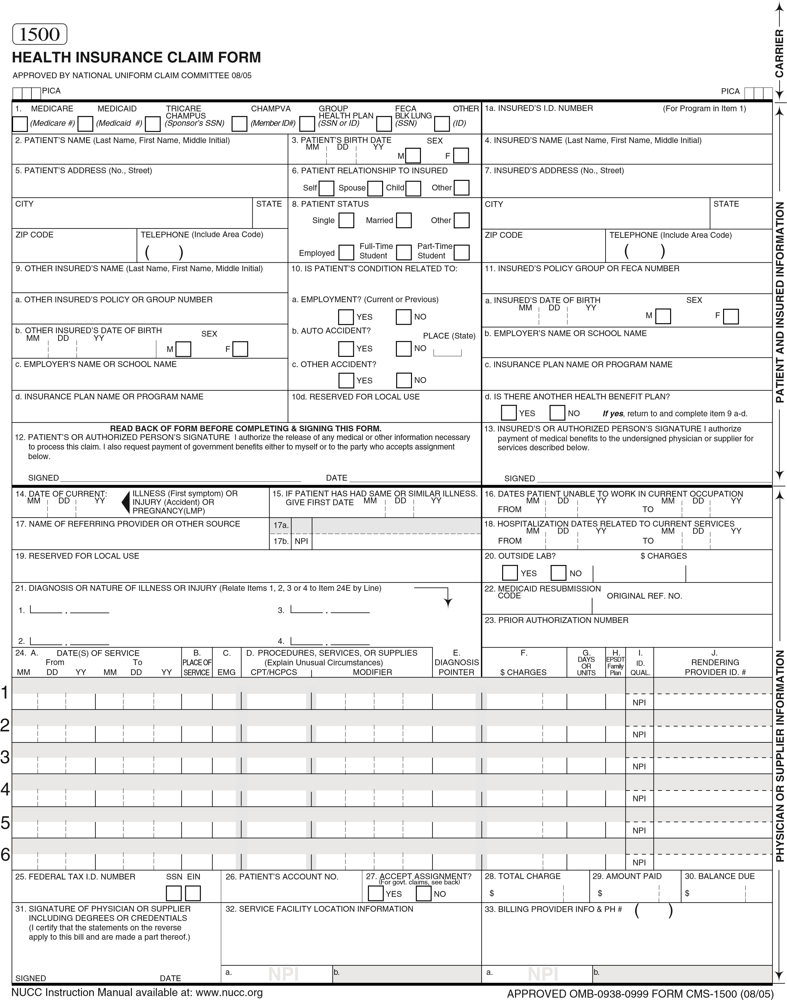 1500
HEALTH INSURANCE CLAIM FORM
APPROVED BY NATIONAL UNIFORM CLAIM COMMITTEE 08/05
PICA
PICA
CARRIER
1. MEDICARE MEDICAID TRICARE CHAMPVA GROUP FECA OTHER
CHAMPUS HEALTH PLAN BLK LUNG
(Medicare #) (Medicaid #) (Sponsor's SSN) (Member ID#) (SSN or ID) (SSN) (ID)
1a. INSURED'S I.D. NUMBER (For Program in Item 1)
2. PATIENT'S NAME (Last Name, First Name, Middle Initial)
3. PATIENT'S BIRTH DATE SEX
MM DD YY
M F
4. INSURED'S NAME (Last Name, First Name, Middle Initial)
5. PATIENT'S ADDRESS (No., Street)
6. PATIENT RELATIONSHIP TO INSURED
Self Spouse Child Other
7. INSURED'S ADDRESS (No., Street)
CITY STATE
8. PATIENT STATUS
Single Married Other
CITY STATE
ZIP CODE TELEPHONE (Include Area Code)
( )
Employed Full-Time Student Part-Time Student
ZIP CODE TELEPHONE (Include Area Code)
( )
9. OTHER INSURED'S NAME (Last Name, First Name, Middle Initial)
10. IS PATIENT'S CONDITION RELATED TO:
11. INSURED'S POLICY GROUP OR FECA NUMBER
a. OTHER INSURED'S POLICY OR GROUP NUMBER
a. EMPLOYMENT? (Current or Previous)
YES NO
a. INSURED'S DATE OF BIRTH SEX
MM DD YY
M F
b. OTHER INSURED'S DATE OF BIRTH SEX
MM DD YY
M F
b. AUTO ACCIDENT? PLACE (State)
YES NO
b. EMPLOYER'S NAME OR SCHOOL NAME
c. EMPLOYER'S NAME OR SCHOOL NAME
c. OTHER ACCIDENT?
YES NO
c. INSURANCE PLAN NAME OR PROGRAM NAME
d. INSURANCE PLAN NAME OR PROGRAM NAME
10d. RESERVED FOR LOCAL USE
d. IS THERE ANOTHER HEALTH BENEFIT PLAN?
YES NO If yes, return to and complete item 9 a-d.
READ BACK OF FORM BEFORE COMPLETING & SIGNING THIS FORM.
12. PATIENT'S OR AUTHORIZED PERSON'S SIGNATURE I authorize the release of any medical or other information necessary
to process this claim. I also request payment of government benefits either to myself or to the party who accepts assignment
below.
SIGNED DATE
13. INSURED'S OR AUTHORIZED PERSON'S SIGNATURE I authorize
payment of medical benefits to the undersigned physician or supplier for
services described below.
SIGNED
PATIENT AND INSURED INFORMATION
14. DATE OF CURRENT:
MM DD YY
ILLNESS (First symptom) OR
INJURY (Accident) OR
PREGNANCY(LMP)
15. IF PATIENT HAS HAD SAME OR SIMILAR ILLNESS.
GIVE FIRST DATE MM DD YY
16. DATES PATIENT UNABLE TO WORK IN CURRENT OCCUPATION
MM DD YY MM DD YY
FROM TO
17. NAME OF REFERRING PROVIDER OR OTHER SOURCE
17a.
17b. NPI
18. HOSPITALIZATION DATES RELATED TO CURRENT SERVICES
MM DD YY MM DD YY
FROM TO
19. RESERVED FOR LOCAL USE
20. OUTSIDE LAB? $ CHARGES
YES NO
21. DIAGNOSIS OR NATURE OF ILLNESS OR INJURY (Relate Items 1, 2, 3 or 4 to Item 24E by Line)
1. . 3. .
2. . 4. .
22. MEDICAID RESUBMISSION
CODE ORIGINAL REF. NO.
23. PRIOR AUTHORIZATION NUMBER
24. A. DATE(S) OF SERVICE
From To
MM DD YY MM DD YY
B.
PLACE OF
SERVICE
C.
EMG
D. PROCEDURES, SERVICES, OR SUPPLIES
(Explain Unusual Circumstances)
CPT/HCPCS MODIFIER
E.
DIAGNOSIS
POINTER
F.
$ CHARGES
G.
DAYS
OR
UNITS
H.
EPSDT
Family
Plan
I.
ID.
QUAL.
J.
RENDERING
PROVIDER ID. #
1
NPI
2
NPI
3
NPI
4
NPI
5
NPI
6
NPI
25. FEDERAL TAX I.D. NUMBER SSN EIN
26. PATIENT'S ACCOUNT NO.
27. ACCEPT ASSIGNMENT?
(For govt. claims, see back)
YES NO
28. TOTAL CHARGE
$
29. AMOUNT PAID
$
30. BALANCE DUE
$
31. SIGNATURE OF PHYSICIAN OR SUPPLIER
INCLUDING DEGREES OR CREDENTIALS
(I certify that the statements on the reverse
apply to this bill and are made a part thereof.)
SIGNED DATE
32. SERVICE FACILITY LOCATION INFORMATION
a. NPI b.
33. BILLING PROVIDER INFO & PH # ( )
a. NPI b.
PHYSICIAN OR SUPPLIER INFORMATION
NUCC Instruction Manual available at: www.nucc.org
APPROVED OMB-0938-0999 FORM CMS-1500 (08/05)